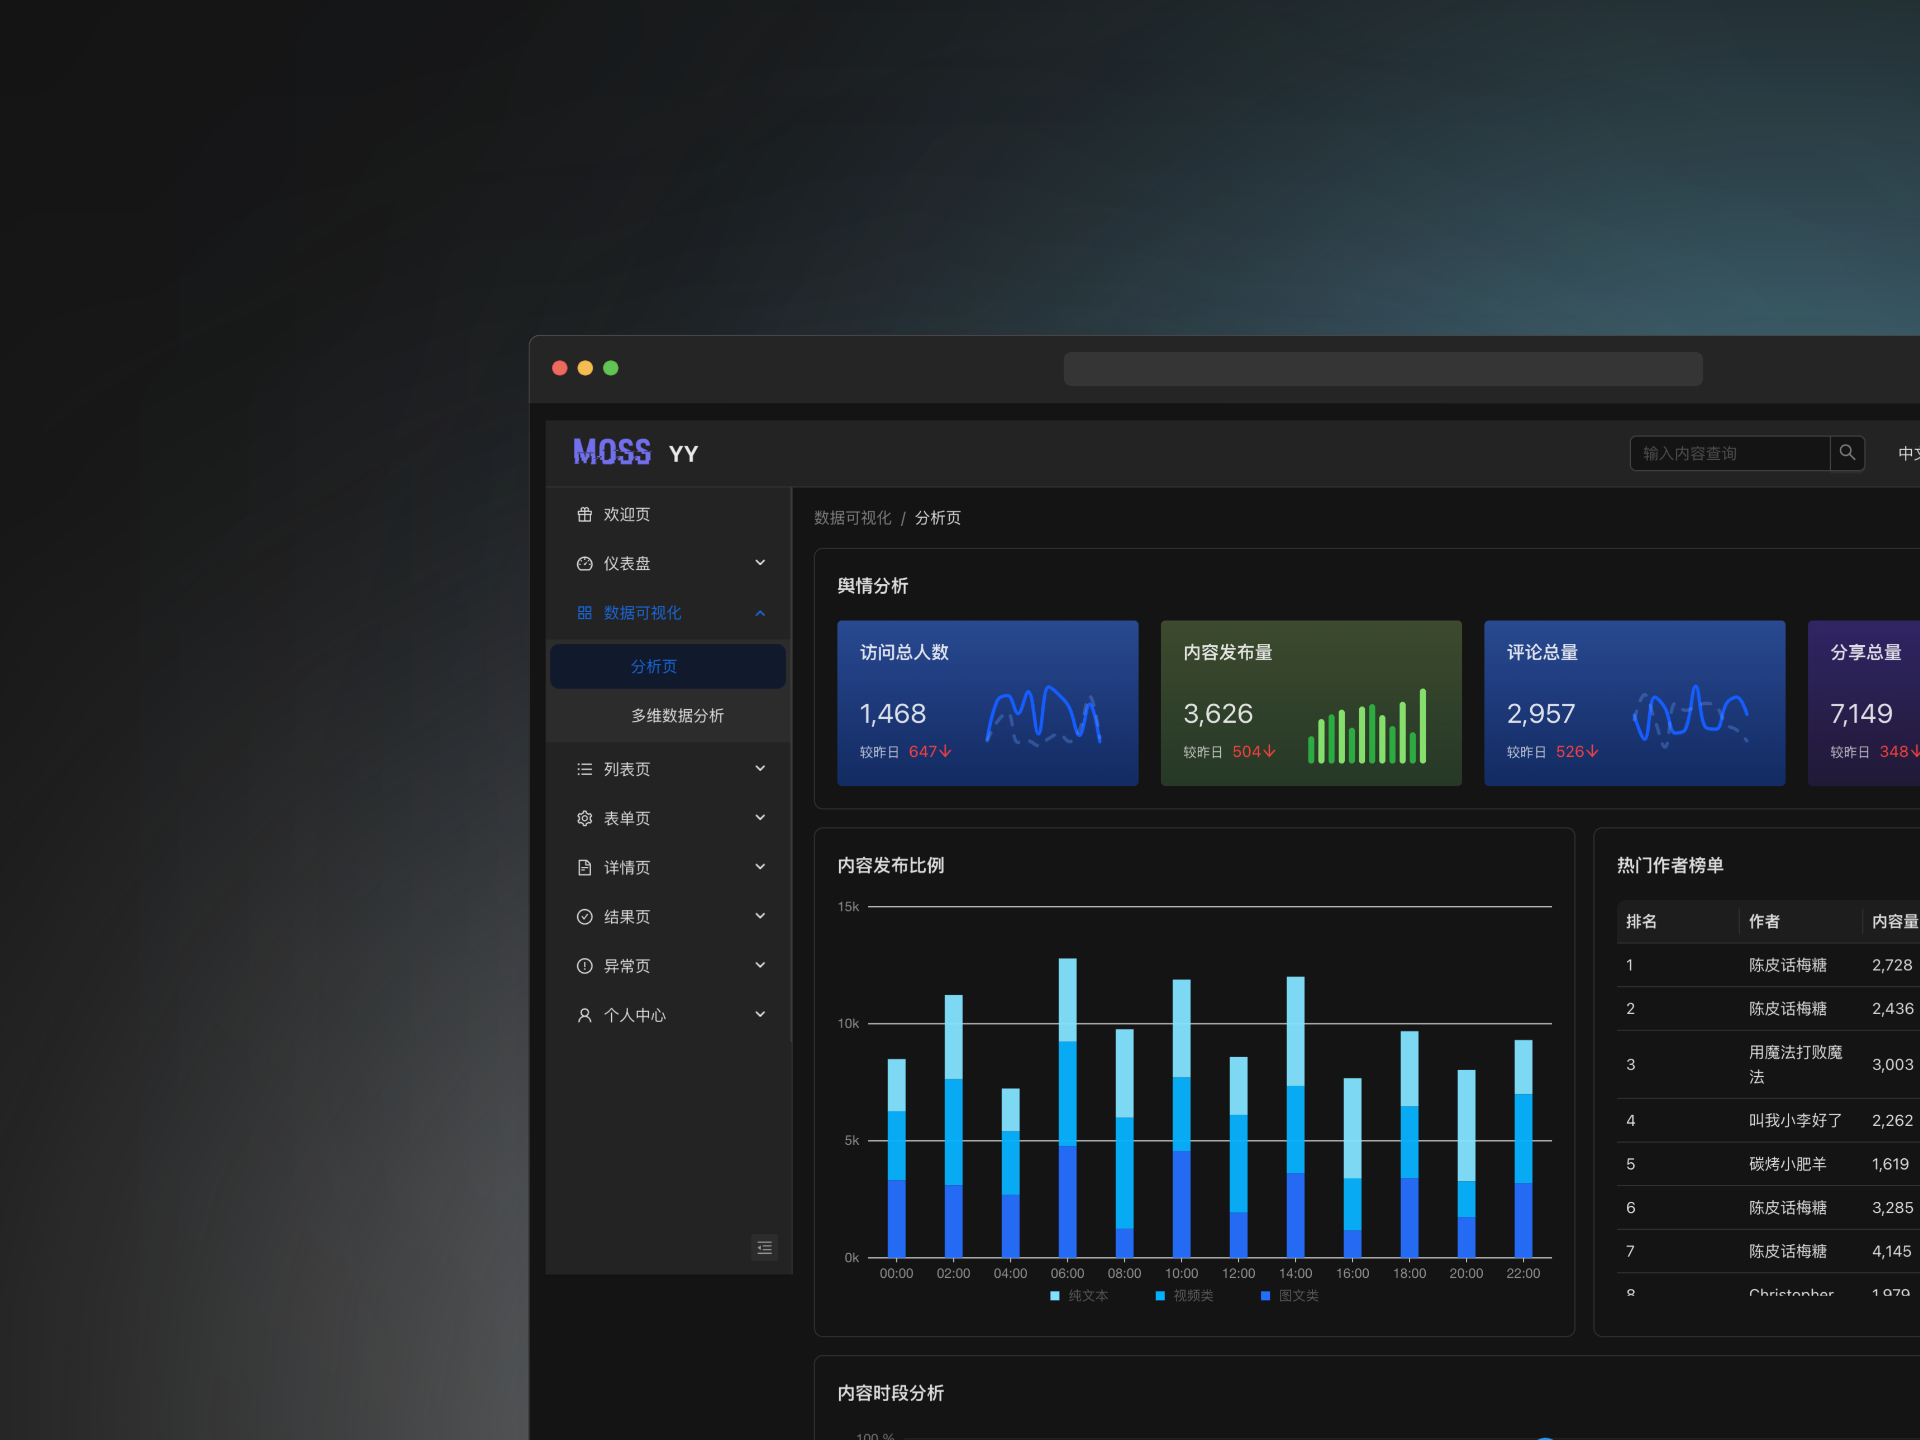 MOSS YY
输入内容查询
中文
欢迎页
仪表盘
数据可视化
分析页
多维数据分析
列表页
表单页
详情页
结果页
异常页
个人中心
数据可视化 / 分析页
舆情分析
访问总人数
1,468
较昨日 647↓
内容发布量
3,626
较昨日 504↓
评论总量
2,957
较昨日 526↓
分享总量
7,149
较昨日 348↓
内容发布比例
15k
10k
5k
0k
00:00 02:00 04:00 06:00 08:00 10:00 12:00 14:00 16:00 18:00 20:00 22:00
纯文本 视频类 图文类
热门作者榜单
排名 作者 内容量
1 陈皮话梅糖 2,728
2 陈皮话梅糖 2,436
3 用魔法打败魔法 3,003
4 叫我小李好了 2,262
5 碳烤小肥羊 1,619
6 陈皮话梅糖 3,285
7 陈皮话梅糖 4,145
8 Christopher 1,979
内容时段分析
100 %